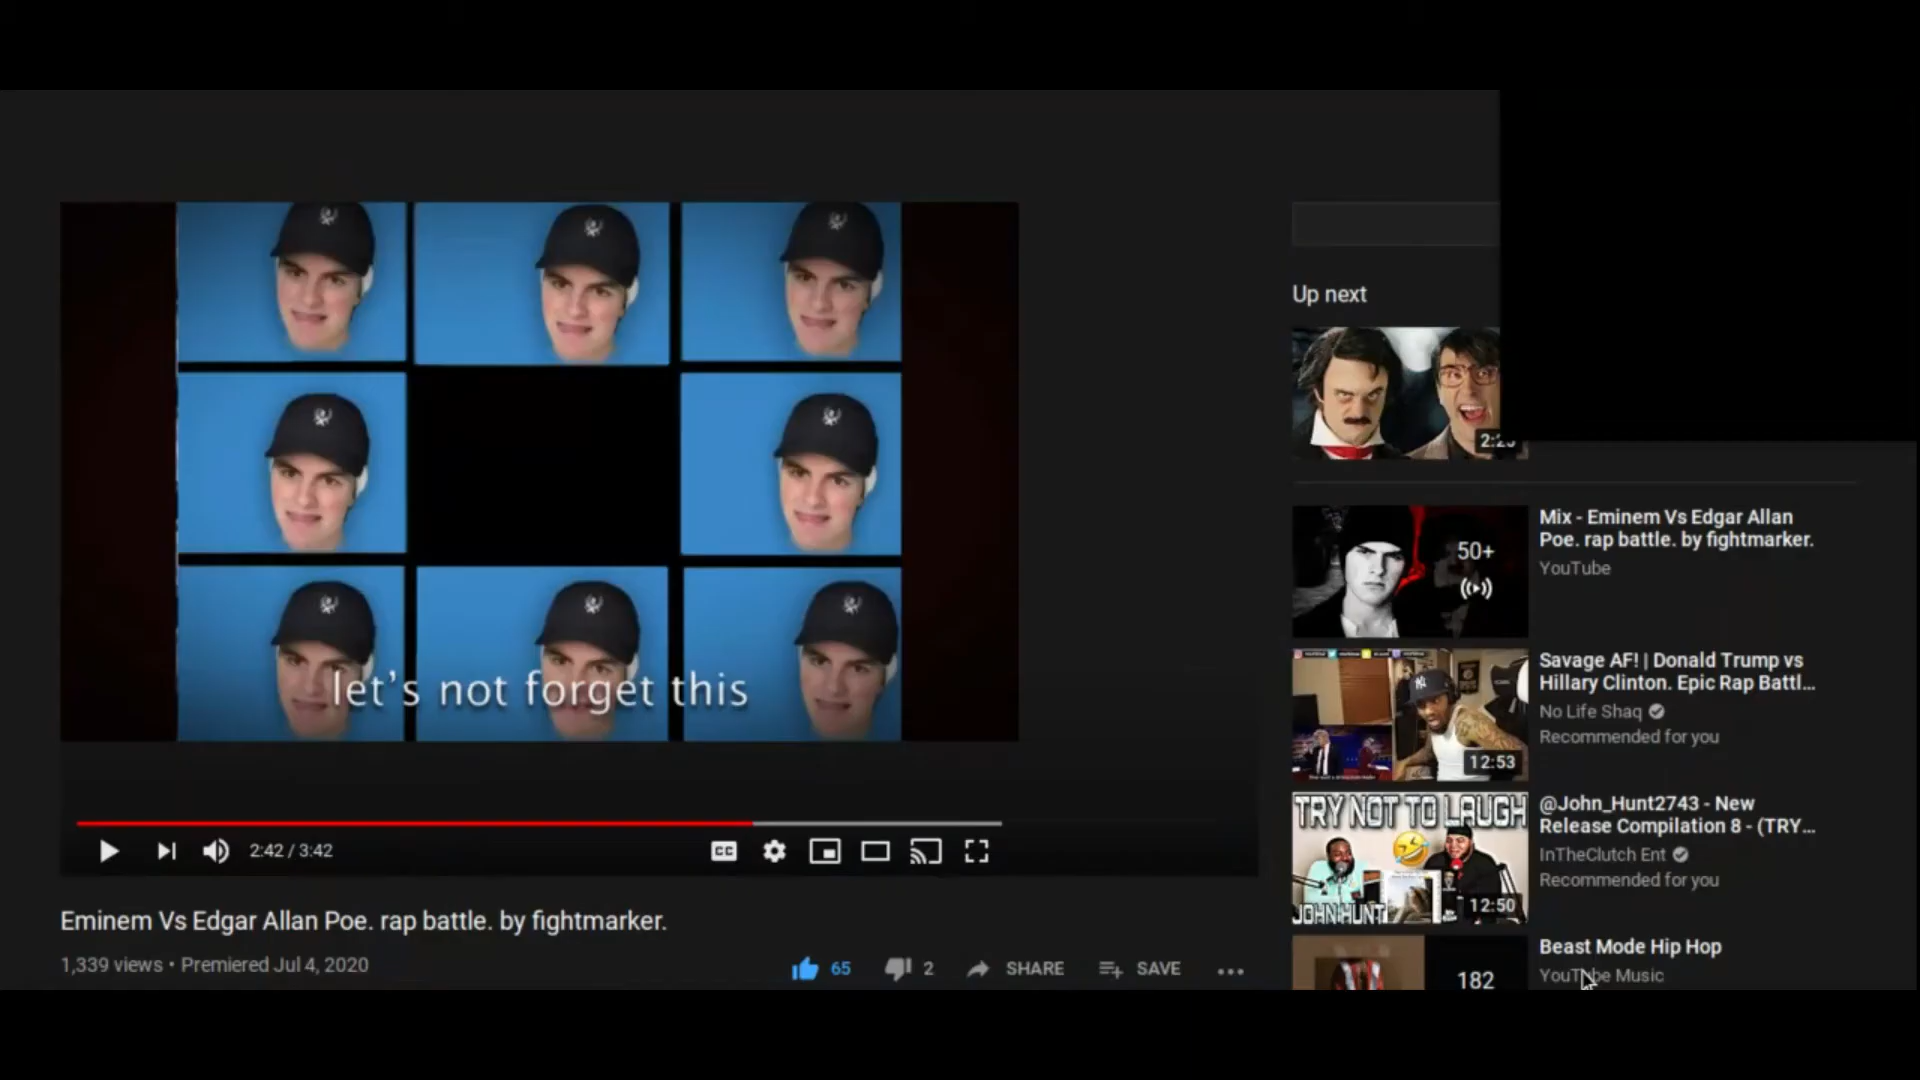 let's not forget this
2:42 / 3:42
CC
Eminem Vs Edgar Allan Poe. rap battle. by fightmarker.
1,339 views • Premiered Jul 4, 2020
65
2
SHARE
SAVE
Up next
50+
Mix - Eminem Vs Edgar Allan
Poe. rap battle. by fightmarker.
YouTube
12:53
Savage AF! | Donald Trump vs
Hillary Clinton. Epic Rap Battl...
No Life Shaq
Recommended for you
TRY NOT TO LAUGH
JOHN HUNT
12:50
@John_Hunt2743 - New
Release Compilation 8 - (TRY...
InTheClutch Ent
Recommended for you
182
Beast Mode Hip Hop
YouTube Music